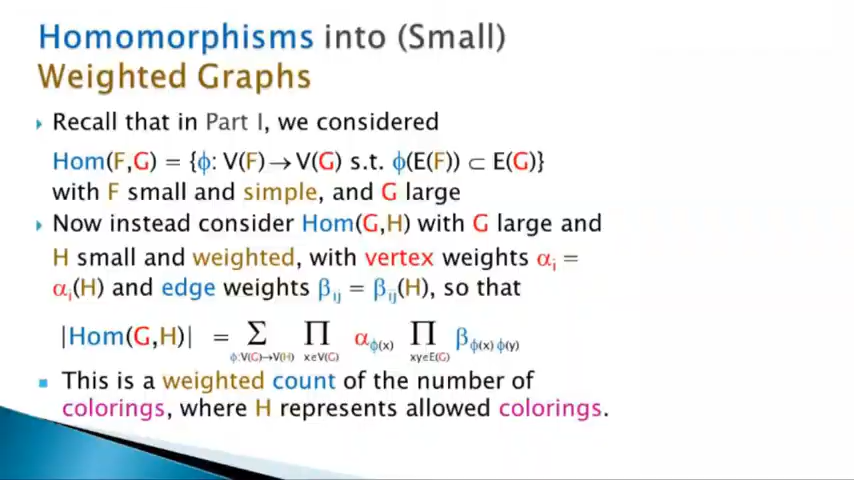 Homomorphisms into (Small)
Weighted Graphs
Recall that in Part I, we considered
Hom(F,G) = {ϕ: V(F)→V(G) s.t. ϕ(E(F)) ⊂ E(G)}
with F small and simple, and G large
Now instead consider Hom(G,H) with G large and
H small and weighted, with vertex weights αᵢ =
αᵢ(H) and edge weights βᵢⱼ = βᵢⱼ(H), so that
|Hom(G,H)| = Σ Π α_ϕ(x) Π β_ϕ(x) ϕ(y)
ϕ:V(G)→V(H) x∈V(G) xy∈E(G)
This is a weighted count of the number of
colorings, where H represents allowed colorings.